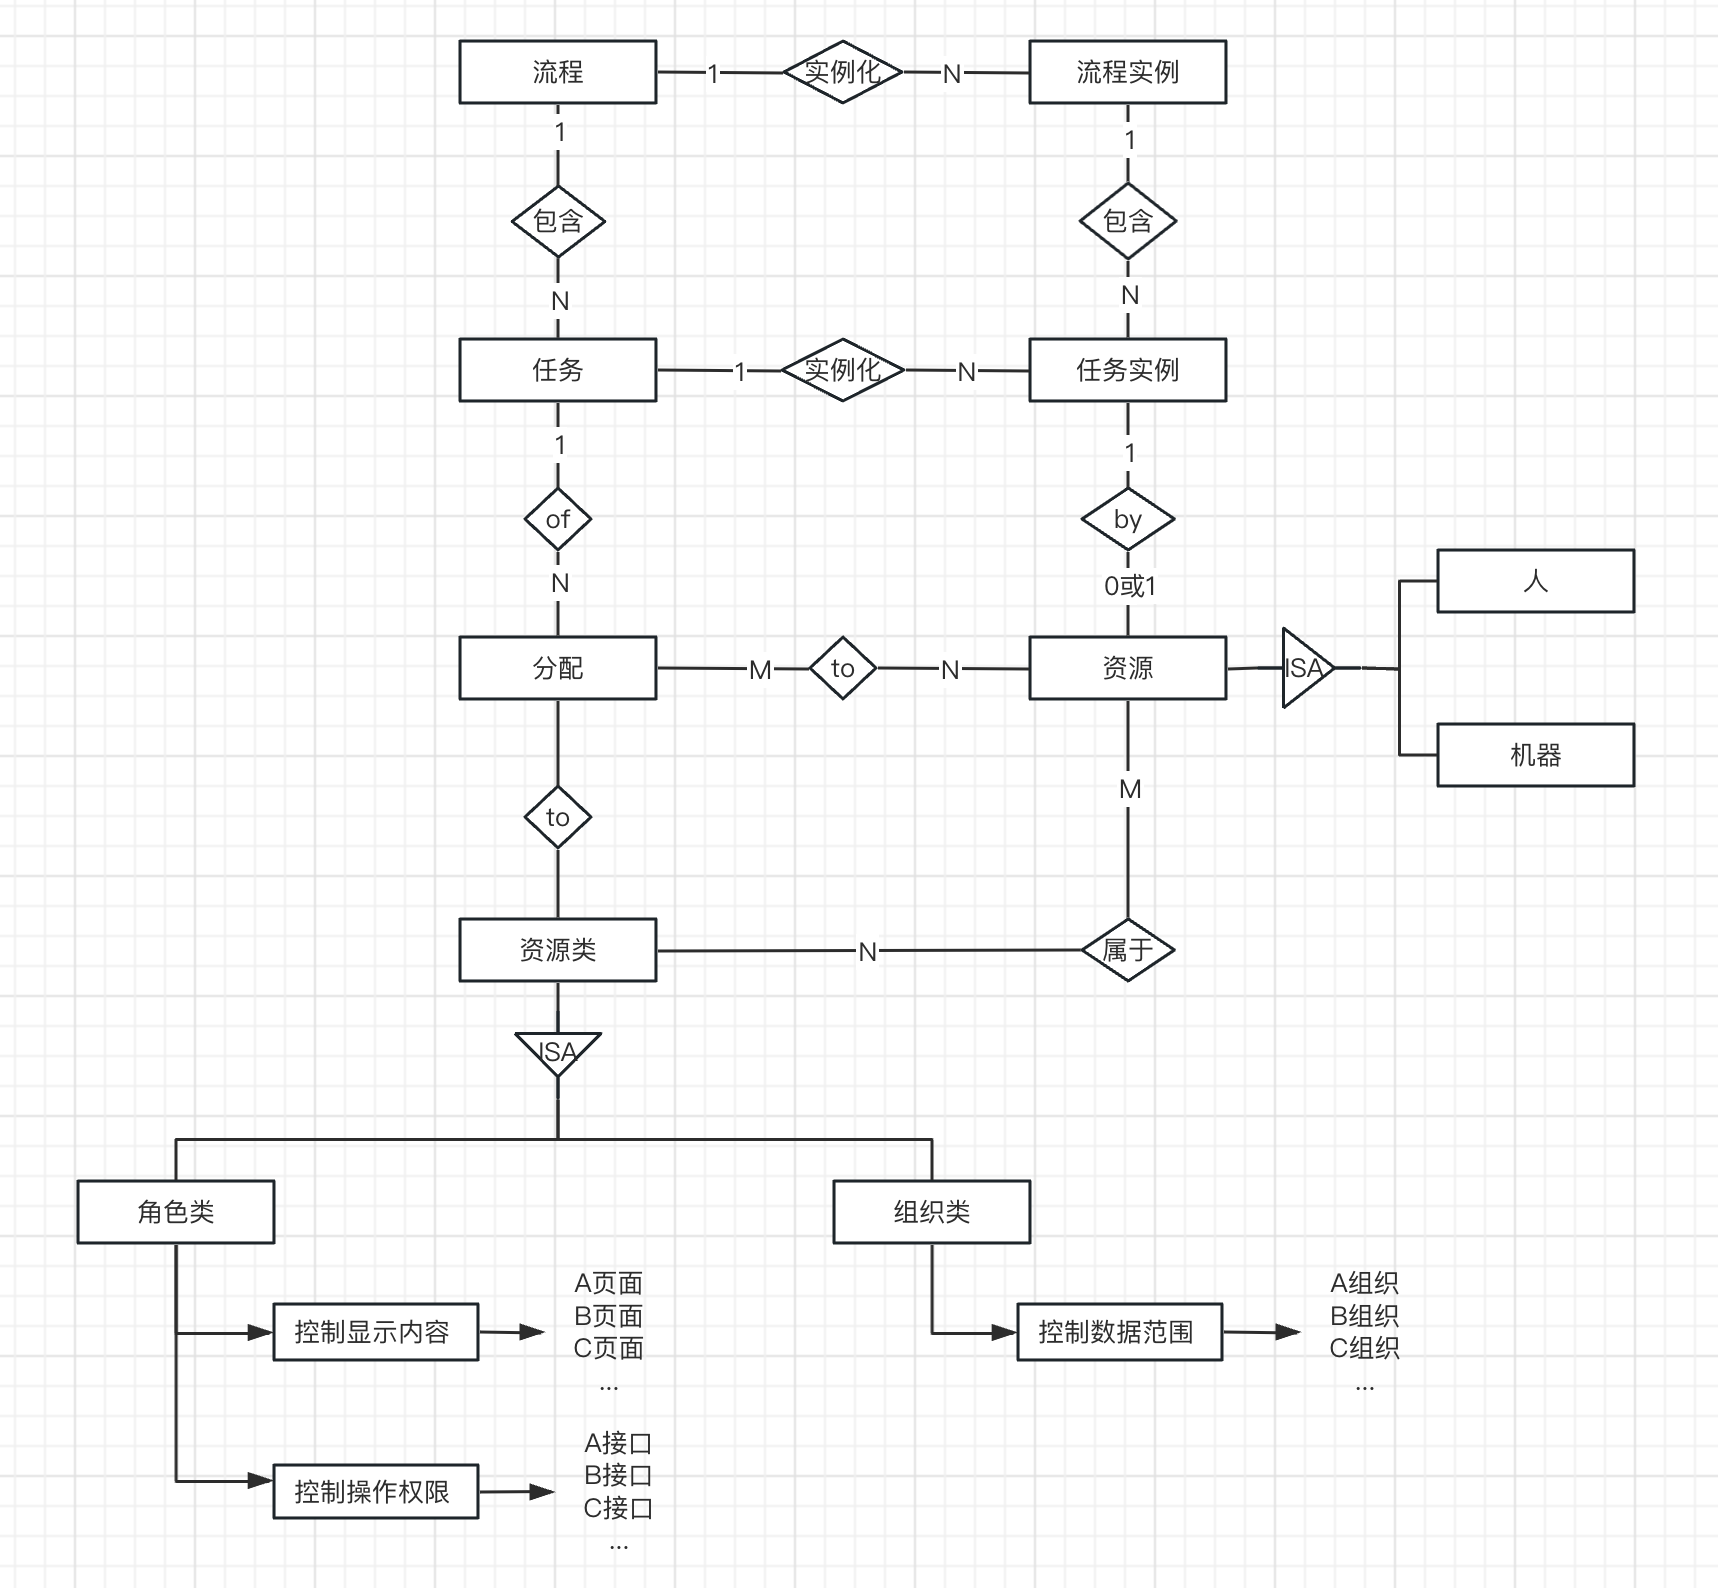 流程
1
实例化
N
流程实例
1
1
包含
包含
N
N
任务
1
实例化
N
任务实例
1
1
of
by
N
0或1
人
分配
M
to
N
资源
ISA
机器
M
to
资源类
N
属于
ISA
角色类
组织类
控制显示内容
A页面
B页面
C页面
...
控制数据范围
A组织
B组织
C组织
...
控制操作权限
A接口
B接口
C接口
...